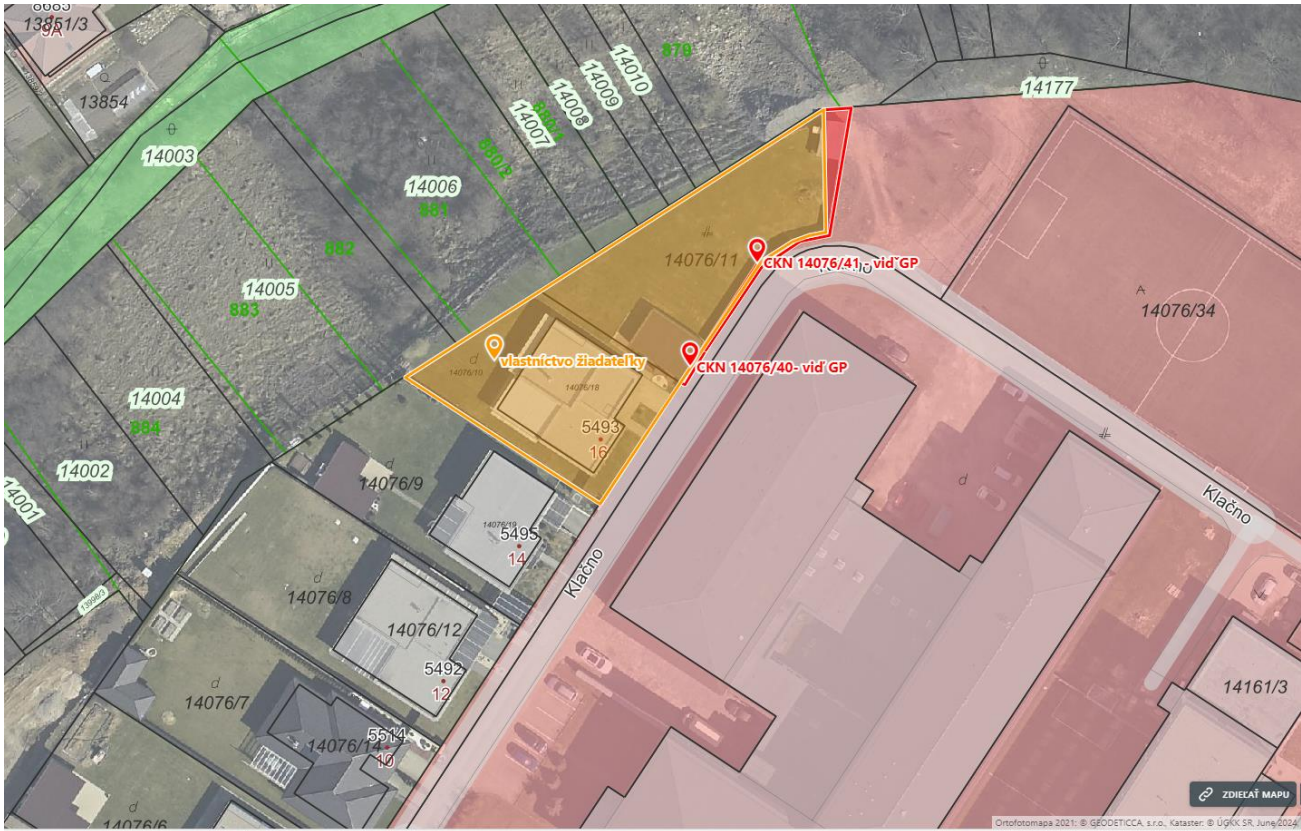 8685
13851/3
9A
13854
14003
879
14010
14009
14008
14007
880/2
14177
14006
881
882
14005
883
14004
884
14002
14001
13998/3
14076/11
CKN 14076/41 - viď GP
14076/34
vlastníctvo žiadateľky
CKN 14076/40- viď GP
d
14076/10
14076/18
5493
16
d
14076/9
14076/19
5495
14
d
14076/8
14076/12
5492
12
d
14076/7
5514
14076/14
10
d
14076/6
Klačno
Klačno
d
14161/3
ZDIEĽAŤ MAPU
Ortofotomapa 2021: © GEODETICCA, s.r.o., Kataster: © ÚGKK SR, June 2024